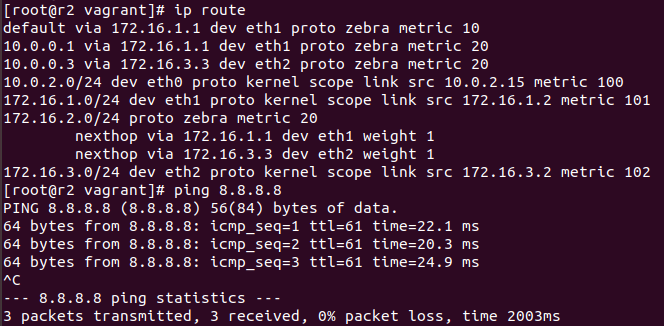 [root@r2 vagrant]# ip route
default via 172.16.1.1 dev eth1 proto zebra metric 10
10.0.0.1 via 172.16.1.1 dev eth1 proto zebra metric 20
10.0.0.3 via 172.16.3.3 dev eth2 proto zebra metric 20
10.0.2.0/24 dev eth0 proto kernel scope link src 10.0.2.15 metric 100
172.16.1.0/24 dev eth1 proto kernel scope link src 172.16.1.2 metric 101
172.16.2.0/24 proto zebra metric 20
        nexthop via 172.16.1.1 dev eth1 weight 1
        nexthop via 172.16.3.3 dev eth2 weight 1
172.16.3.0/24 dev eth2 proto kernel scope link src 172.16.3.2 metric 102
[root@r2 vagrant]# ping 8.8.8.8
PING 8.8.8.8 (8.8.8.8) 56(84) bytes of data.
64 bytes from 8.8.8.8: icmp_seq=1 ttl=61 time=22.1 ms
64 bytes from 8.8.8.8: icmp_seq=2 ttl=61 time=20.3 ms
64 bytes from 8.8.8.8: icmp_seq=3 ttl=61 time=24.9 ms
^C
--- 8.8.8.8 ping statistics ---
3 packets transmitted, 3 received, 0% packet loss, time 2003ms